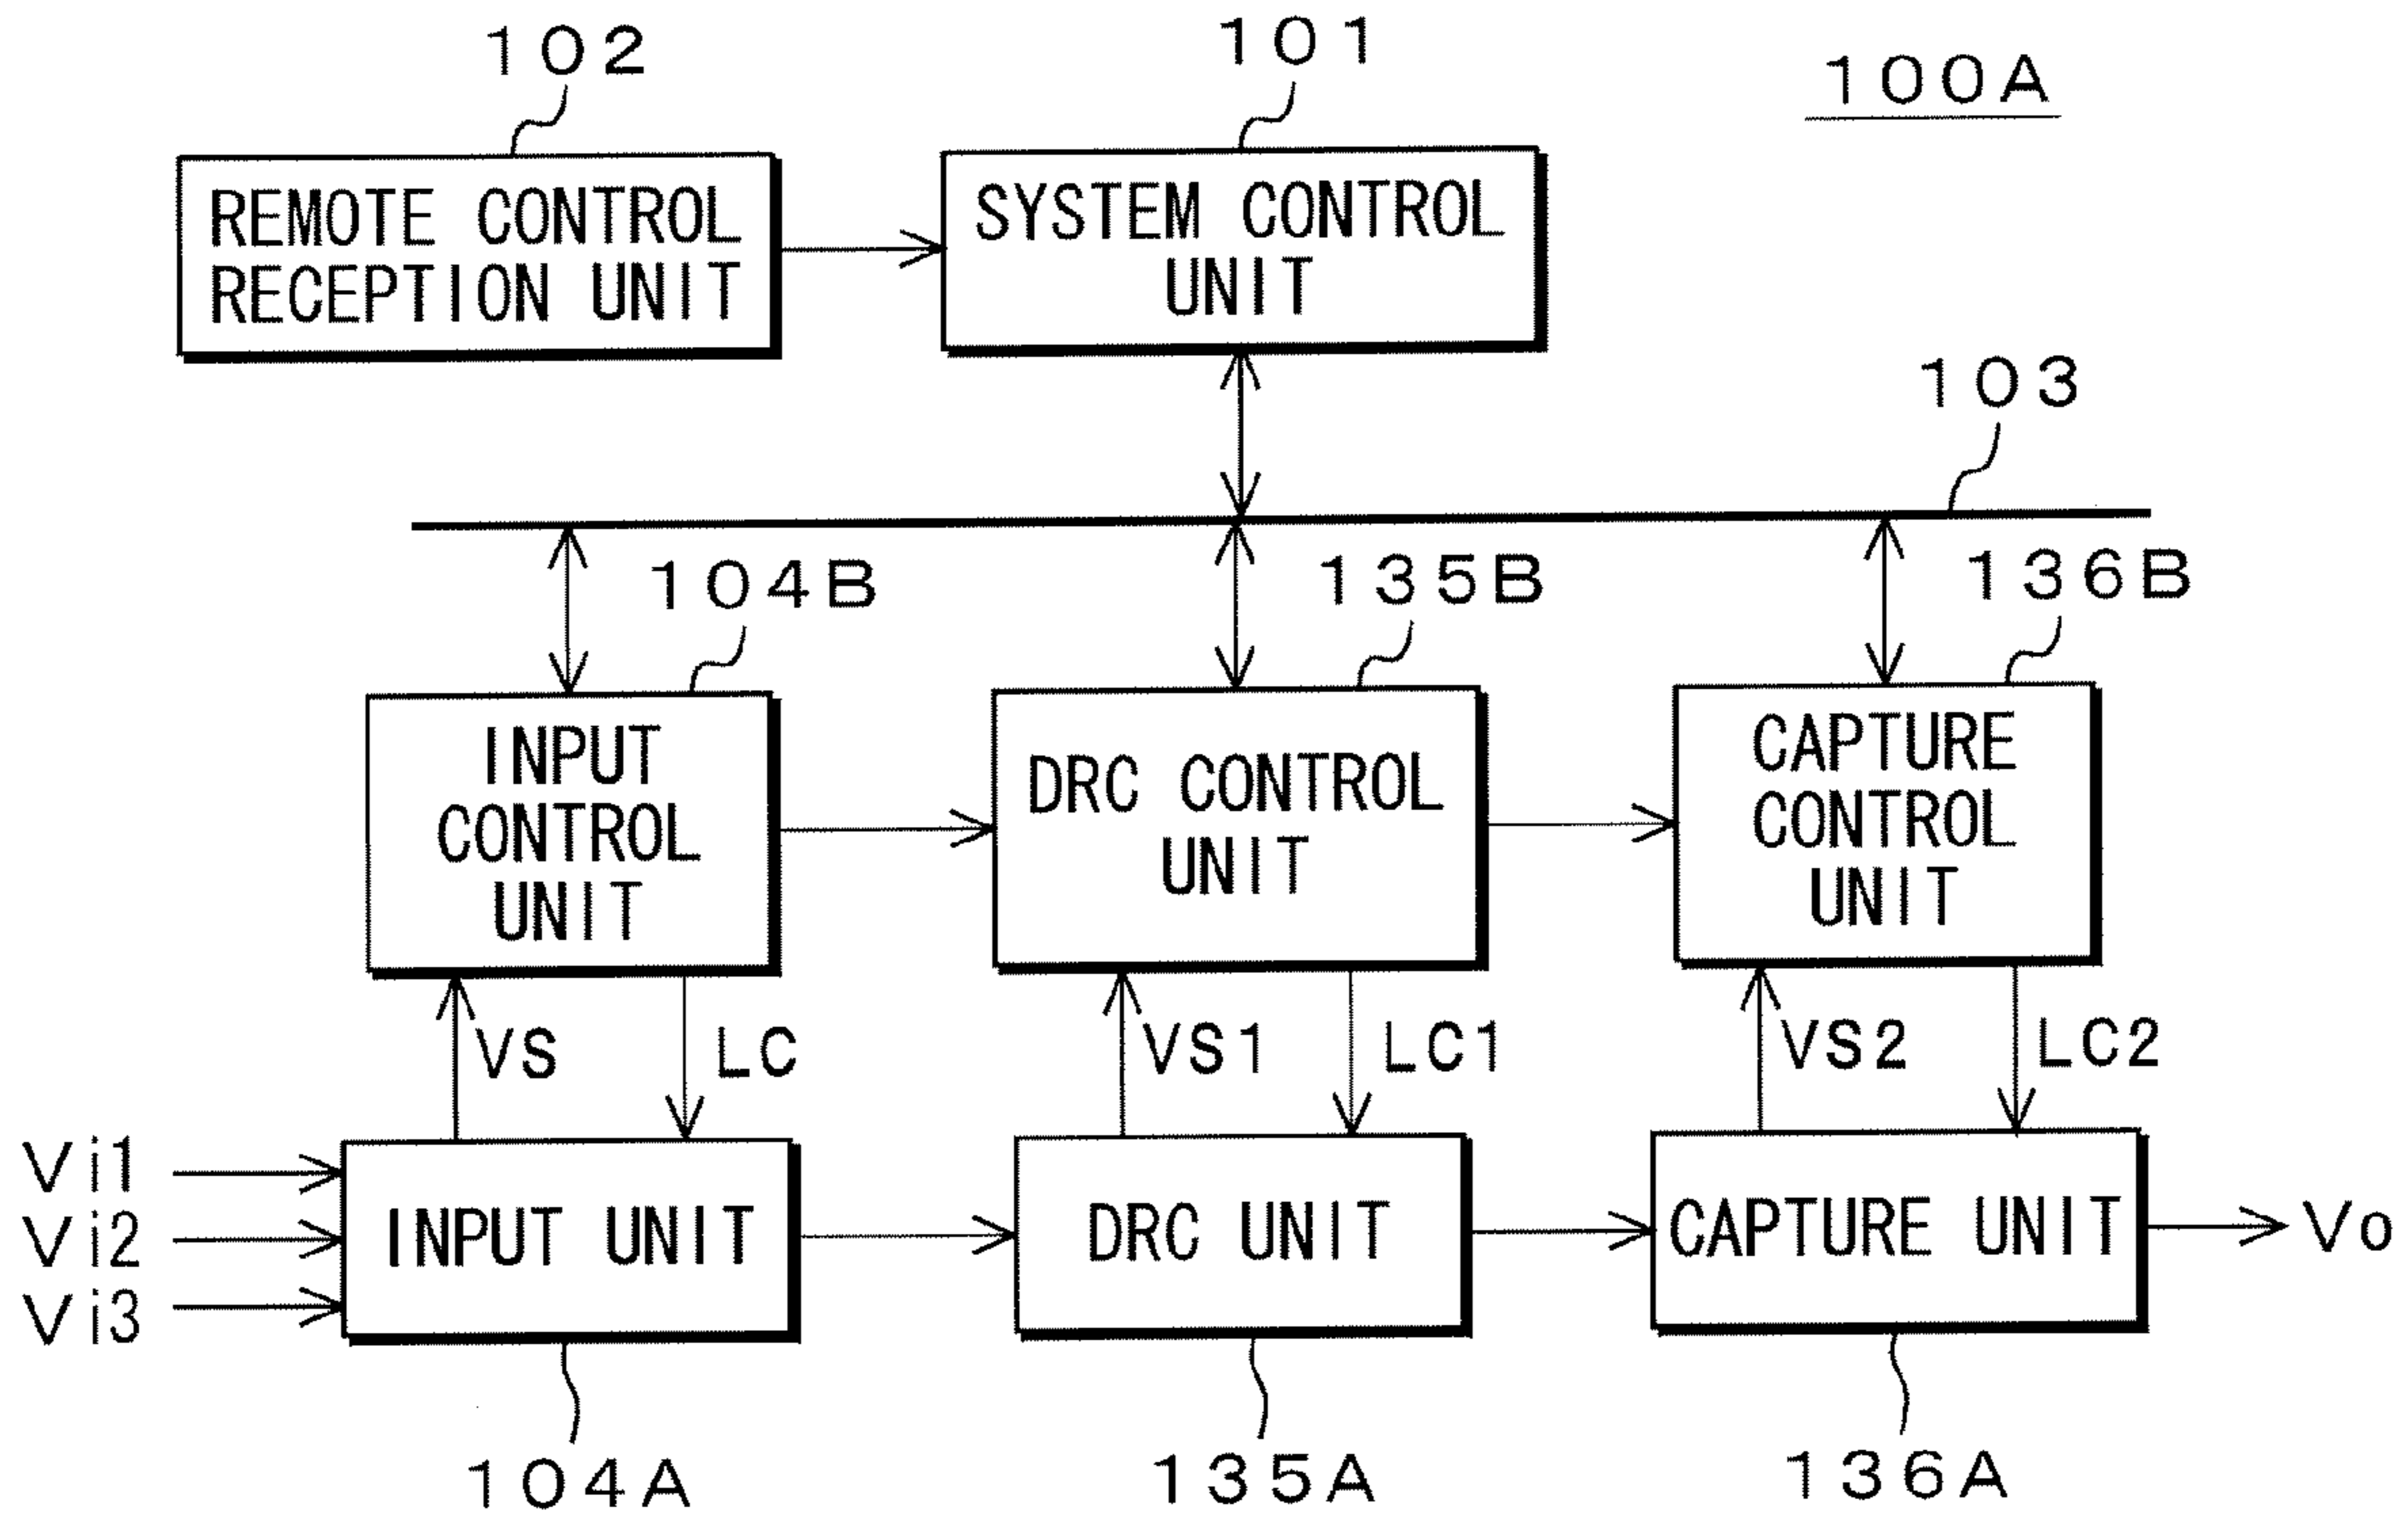 102
101
100A
REMOTE CONTROL
RECEPTION UNIT
SYSTEM CONTROL
UNIT
103
104B
135B
136B
INPUT
CONTROL
UNIT
DRC CONTROL
UNIT
CAPTURE
CONTROL
UNIT
VS
LC
VS1
LC1
VS2
LC2
Vi1
Vi2
Vi3
INPUT UNIT
DRC UNIT
CAPTURE UNIT
Vo
104A
135A
136A